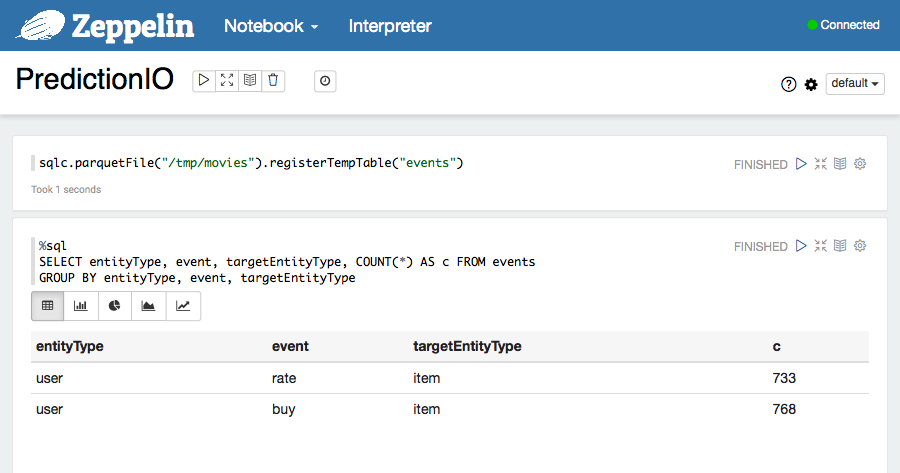 Zeppelin Notebook Interpreter Connected
PredictionIO default
sqlc.parquetFile("/tmp/movies").registerTempTable("events") FINISHED
Took 1 seconds
%sql FINISHED
SELECT entityType, event, targetEntityType, COUNT(*) AS c FROM events
GROUP BY entityType, event, targetEntityType
entityType event targetEntityType c
user rate item 733
user buy item 768